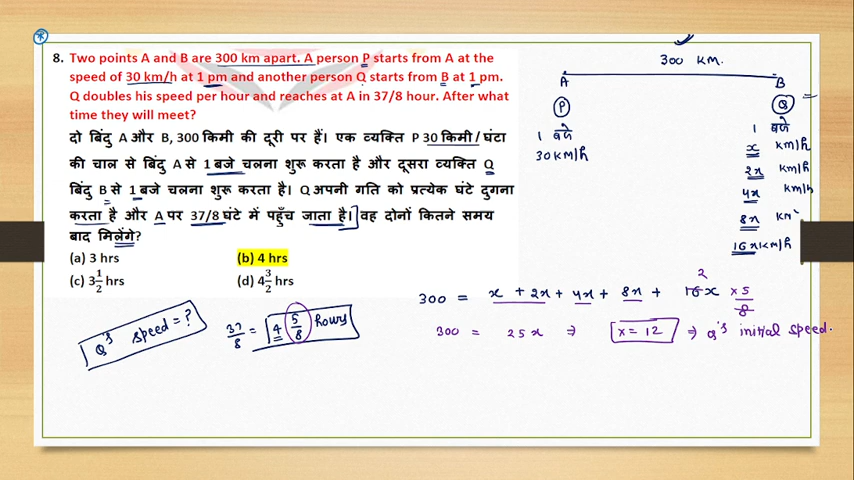 8. Two points A and B are 300 km apart. A person P starts from A at the
speed of 30 km/h at 1 pm and another person Q starts from B at 1 pm.
Q doubles his speed per hour and reaches at A in 37/8 hour. After what
time they will meet?
दो बिंदु A और B, 300 किमी की दूरी पर हैं। एक व्यक्ति P 30 किमी/घंटा
की चाल से बिंदु A से 1 बजे चलना शुरू करता है और दूसरा व्यक्ति Q
बिंदु B से 1 बजे चलना शुरू करता है। Q अपनी गति को प्रत्येक घंटे दुगना
करता है और A पर 37/8 घंटे में पहुँच जाता है। वह दोनों कितने समय
बाद मिलेंगे?
(a) 3 hrs (b) 4 hrs
(c) 3 1/2 hrs (d) 4 3/2 hrs
300 KM.
A B
P Q
1 बजे 1 बजे
30KM/h x KM/h
2x KM/h
4x KM/h
8x KM
16x KM/h
2
300 = x + 2x + 4x + 8x + 16x × 5/8
300 = 25x ⇒ x = 12 ⇒ Q's initial speed.
Q's speed = ?
37/8 = 4 5/8 hours